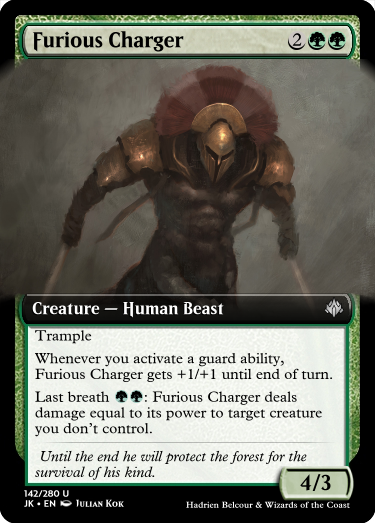 Furious Charger 2
Creature — Human Beast
Trample
Whenever you activate a guard ability,
Furious Charger gets +1/+1 until end of turn.
Last breath : Furious Charger deals
damage equal to its power to target creature
you don't control.
Until the end he will protect the forest for the
survival of his kind.
4/3
142/280 U
JK • EN Julian Kok
Hadrien Belcour & Wizards of the Coast